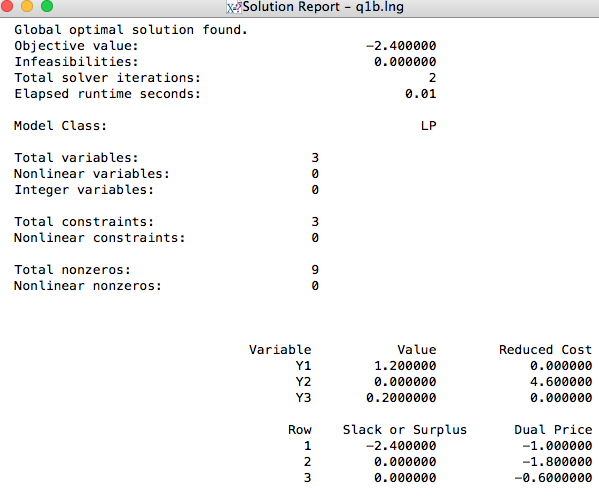 Solution Report - q1b.lng
Global optimal solution found.
Objective value: -2.400000
Infeasibilities: 0.000000
Total solver iterations: 2
Elapsed runtime seconds: 0.01
Model Class: LP
Total variables: 3
Nonlinear variables: 0
Integer variables: 0
Total constraints: 3
Nonlinear constraints: 0
Total nonzeros: 9
Nonlinear nonzeros: 0
Variable Value Reduced Cost
Y1 1.200000 0.000000
Y2 0.000000 4.600000
Y3 0.2000000 0.000000
Row Slack or Surplus Dual Price
1 -2.400000 -1.000000
2 0.000000 -1.800000
3 0.000000 -0.6000000